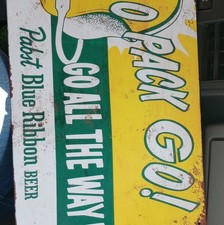 O PACK GO!
GO ALL THE WAY
Pabst Blue Ribbon BEER